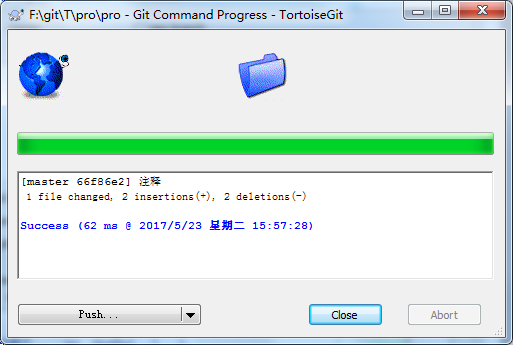 F:\git\T\pro\pro - Git Command Progress - TortoiseGit
[master 66f86e2] 注释
1 file changed, 2 insertions(+), 2 deletions(-)
Success (62 ms @ 2017/5/23 星期二 15:57:28)
Push...
Close
Abort